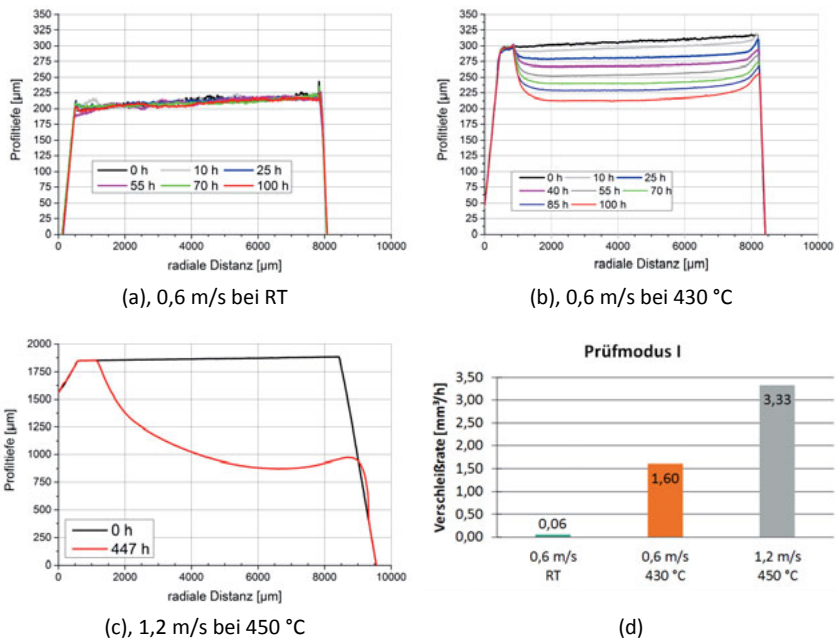 350
325
300
275
250
225
200
175
150
125
100
75
50
25
0
Profiltiefe [µm]
0 h 10 h 25 h
55 h 70 h 100 h
0 2000 4000 6000 8000 10000
radiale Distanz [µm]
(a), 0,6 m/s bei RT
350
325
300
275
250
225
200
175
150
125
100
75
50
25
0
Profiltiefe [µm]
0 h 10 h 25 h
40 h 55 h 70 h
85 h 100 h
0 2000 4000 6000 8000 10000
radiale Distanz [µm]
(b), 0,6 m/s bei 430 °C
2000
1750
1500
1250
1000
750
500
250
0
Profiltiefe [µm]
0 h
447 h
0 2000 4000 6000 8000 10000
radiale Distanz [µm]
(c), 1,2 m/s bei 450 °C
Prüfmodus I
Verschleißrate [mm³/h]
3,50
3,00
2,50
2,00
1,50
1,00
0,50
0,00
0,06
1,60
3,33
0,6 m/s 0,6 m/s 1,2 m/s
RT 430 °C 450 °C
(d)